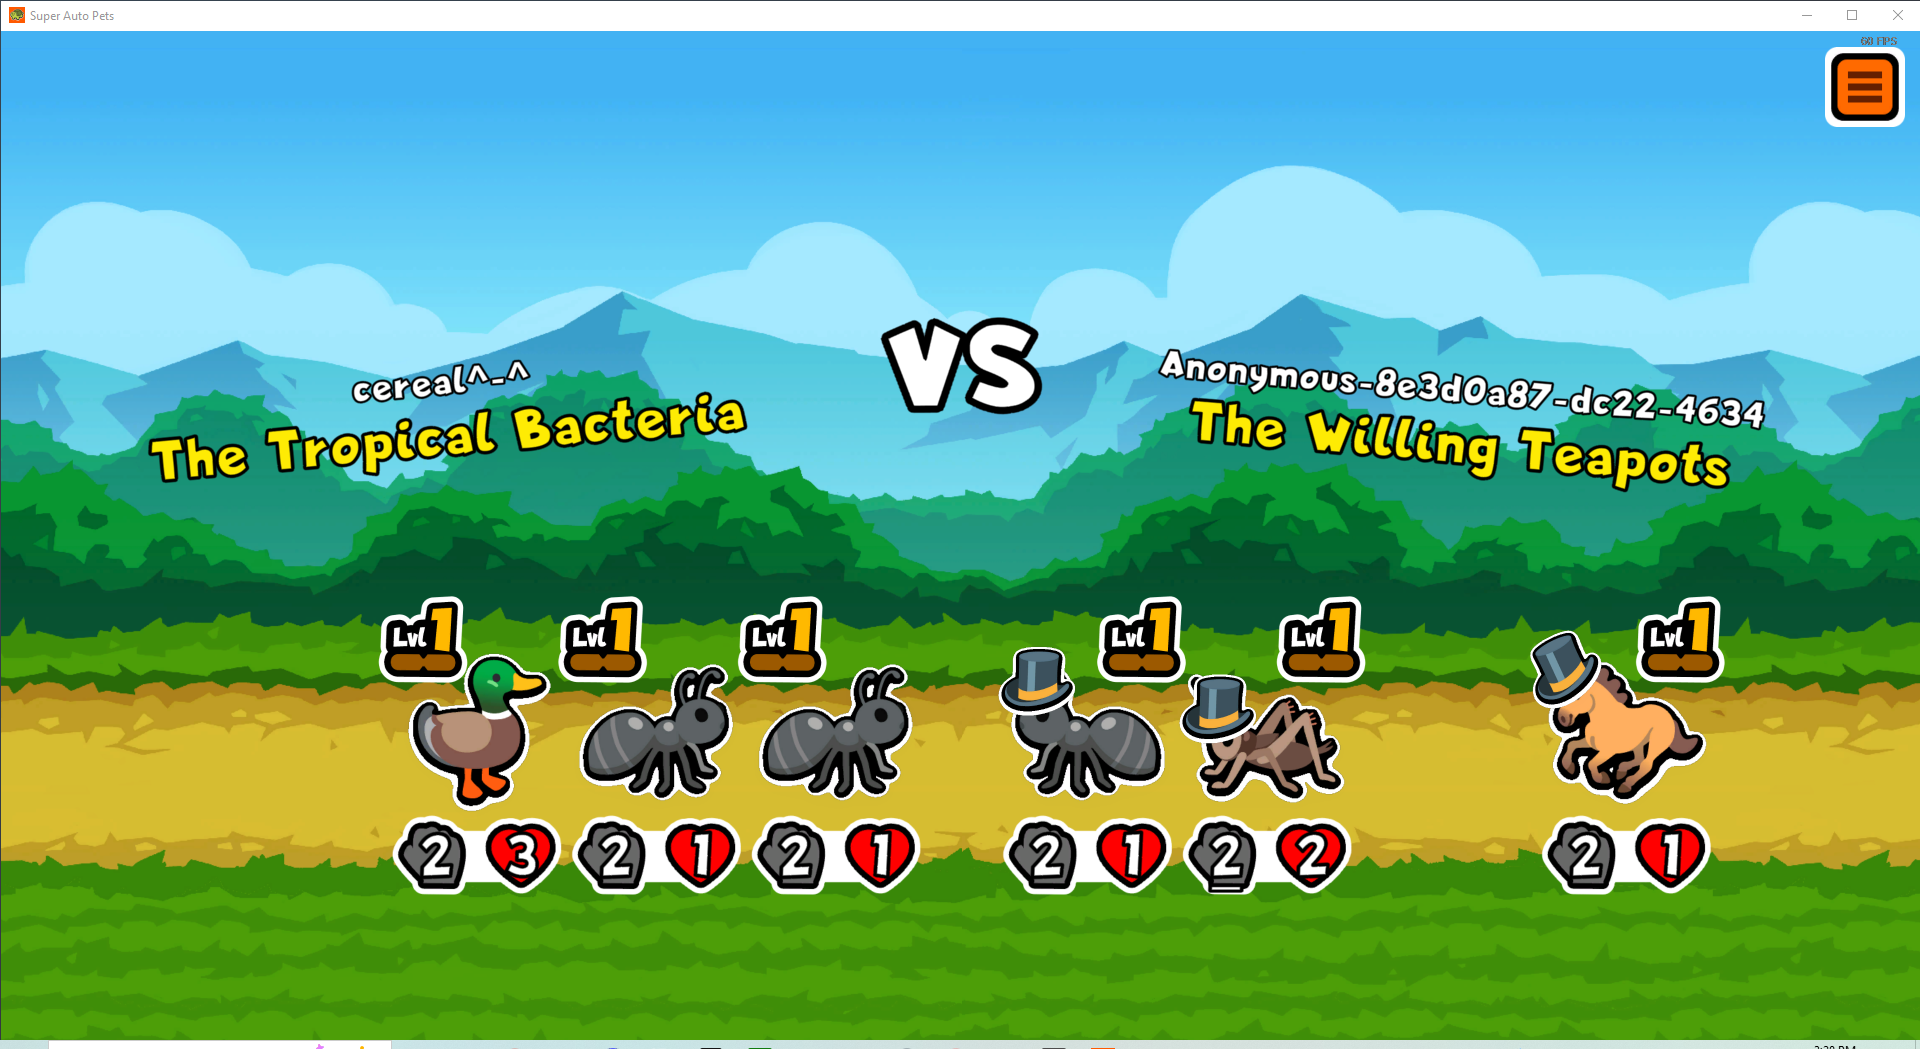 Super Auto Pets
60 FPS
VS
cereal^-^
The Tropical Bacteria
Anonymous-8e3d0a87-dc22-4634
The Willing Teapots
Lvl 1 Lvl 1 Lvl 1 Lvl 1 Lvl 1 Lvl 1
2 3 2 1 2 1 2 1 2 2 2 1